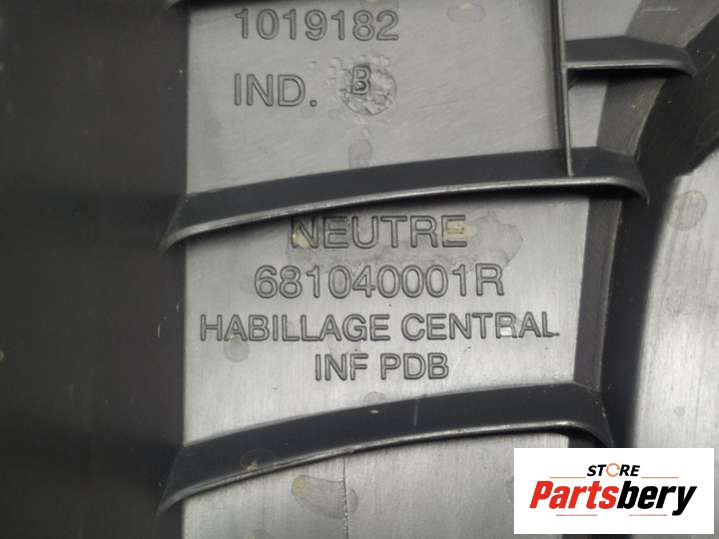 1019182
IND. B
NEUTRE
681040001R
HABILLAGE CENTRAL
INF PDB
STORE
Partsbery